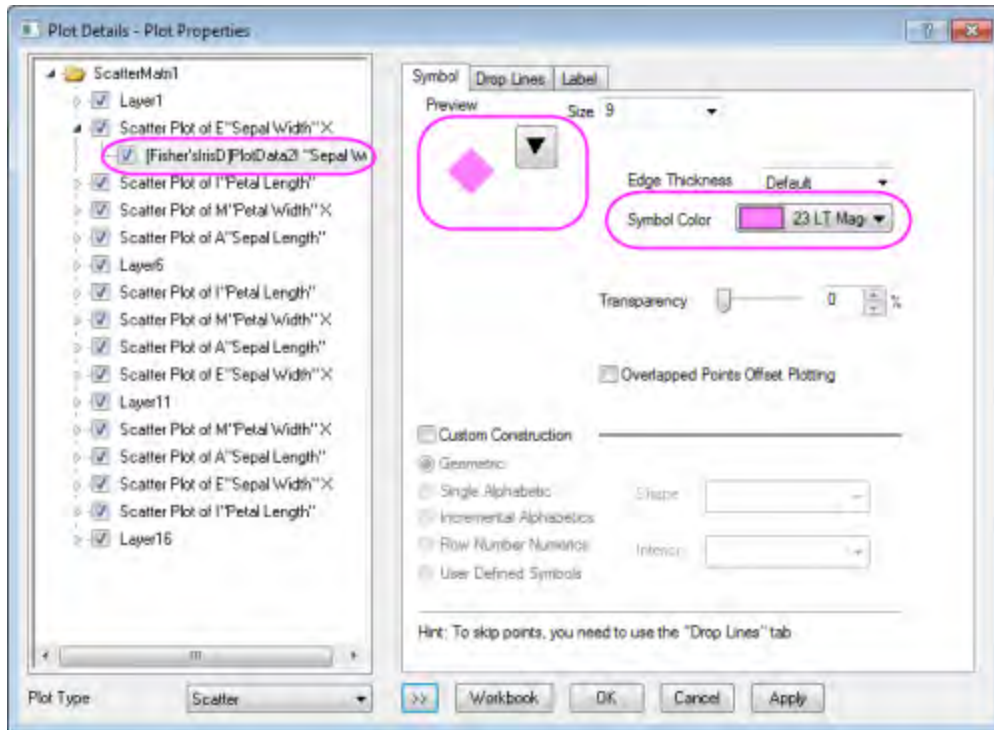 Plot Details - Plot Properties
ScatterMatri1
Layer1
Scatter Plot of E"Sepal Width" X
[Fisher'sIrisD]PlotData2! "Sepal W
Scatter Plot of I"Petal Length"
Scatter Plot of M"Petal Width" X
Scatter Plot of A"Sepal Length"
Layer6
Scatter Plot of I"Petal Length"
Scatter Plot of M"Petal Width" X
Scatter Plot of A"Sepal Length"
Scatter Plot of E"Sepal Width" X
Layer11
Scatter Plot of M"Petal Width" X
Scatter Plot of A"Sepal Length"
Scatter Plot of E"Sepal Width" X
Scatter Plot of I"Petal Length"
Layer16
Plot Type Scatter
Symbol Drop Lines Label
Preview Size 9
Edge Thickness Default
Symbol Color 23 LT Mag
Transparency 0 %
Overlapped Points Offset Plotting
Custom Construction
Geometric
Single Alphabetic Shape
Incremental Alphabetics
Row Number Numerics Interior
User Defined Symbols
Hint: To skip points, you need to use the "Drop Lines" tab
>> Workbook OK Cancel Apply